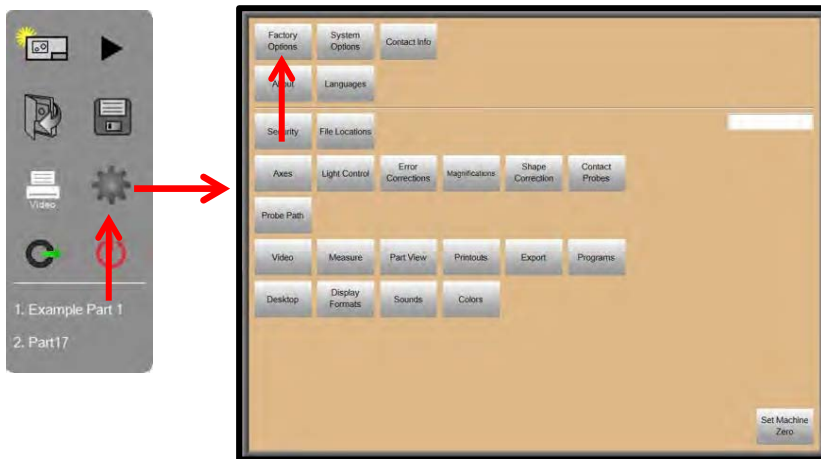 Video
1. Example Part 1
2. Part17
Factory Options
System Options
Contact Info
About
Languages
Security
File Locations
Axes
Light Control
Error Corrections
Magnifications
Shape Correction
Contact Probes
Probe Path
Video
Measure
Part View
Printouts
Export
Programs
Desktop
Display Formats
Sounds
Colors
Set Machine Zero